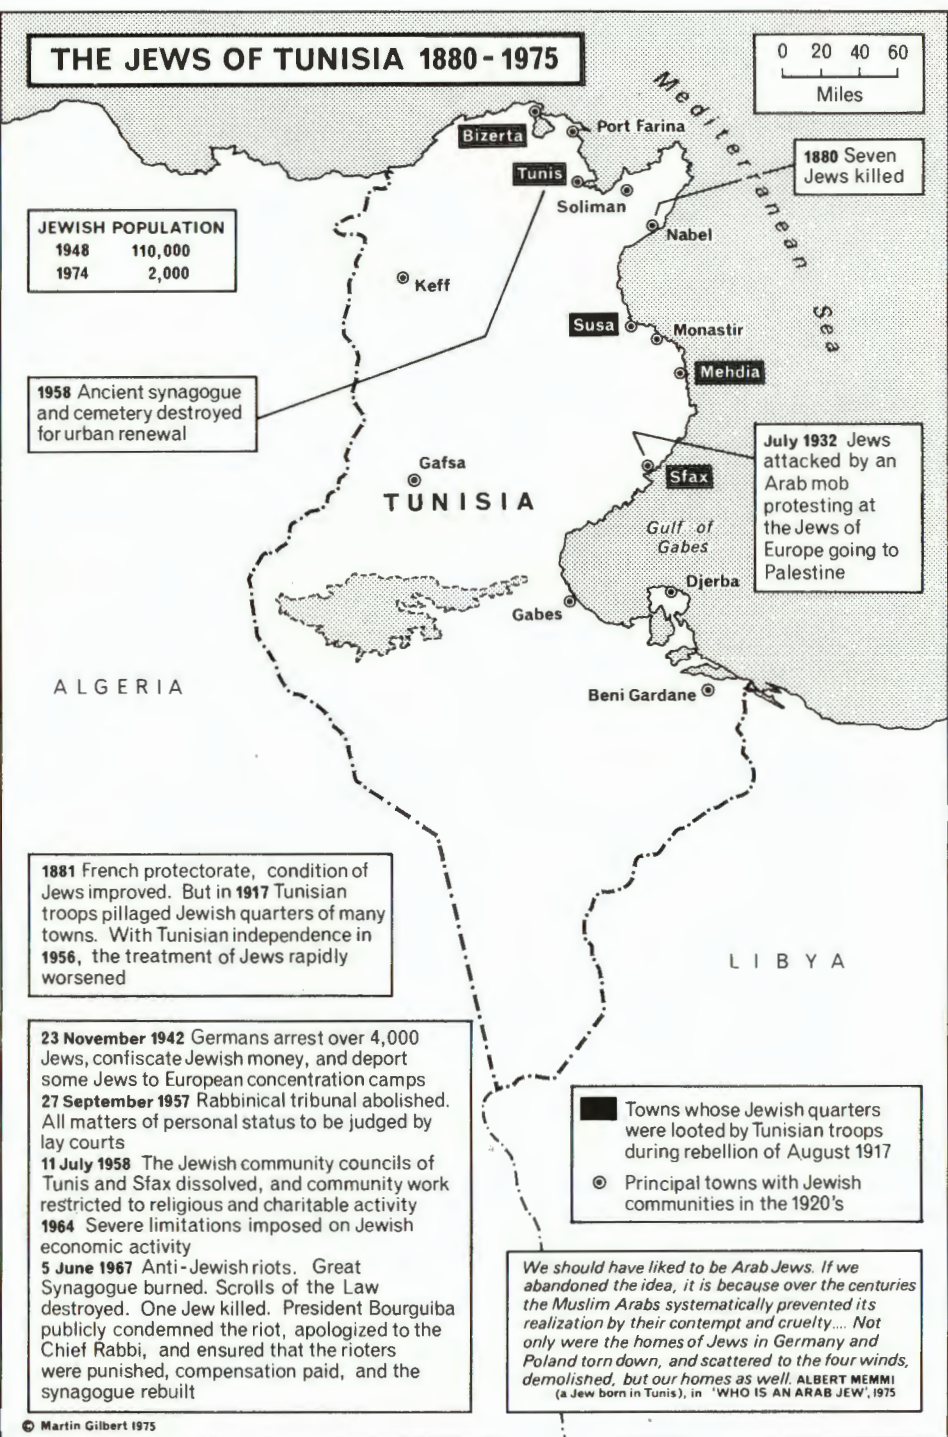 THE JEWS OF TUNISIA 1880-1975
0 20 40 60
Miles
Mediterranean Sea
Bizerta
Port Farina
1880 Seven
Jews killed
Tunis
Soliman
Nabel
JEWISH POPULATION
1948 110,000
1974 2,000
Keff
Susa
Monastir
Mehdia
1958 Ancient synagogue
and cemetery destroyed
for urban renewal
July 1932 Jews
attacked by an
Arab mob
protesting at
the Jews of
Europe going to
Palestine
Gafsa
Sfax
TUNISIA
Gulf of
Gabes
Djerba
Gabes
ALGERIA
Beni Gardane
1881 French protectorate, condition of
Jews improved. But in 1917 Tunisian
troops pillaged Jewish quarters of many
towns. With Tunisian independence in
1956, the treatment of Jews rapidly
worsened
LIBYA
23 November 1942 Germans arrest over 4,000
Jews, confiscate Jewish money, and deport
some Jews to European concentration camps
27 September 1957 Rabbinical tribunal abolished.
All matters of personal status to be judged by
lay courts
11 July 1958 The Jewish community councils of
Tunis and Sfax dissolved, and community work
restricted to religious and charitable activity
1964 Severe limitations imposed on Jewish
economic activity
5 June 1967 Anti-Jewish riots. Great
Synagogue burned. Scrolls of the Law
destroyed. One Jew killed. President Bourguiba
publicly condemned the riot, apologized to the
Chief Rabbi, and ensured that the rioters
were punished, compensation paid, and the
synagogue rebuilt
Towns whose Jewish quarters
were looted by Tunisian troops
during rebellion of August 1917
Principal towns with Jewish
communities in the 1920's
We should have liked to be Arab Jews. If we
abandoned the idea, it is because over the centuries
the Muslim Arabs systematically prevented its
realization by their contempt and cruelty.... Not
only were the homes of Jews in Germany and
Poland torn down, and scattered to the four winds,
demolished, but our homes as well. ALBERT MEMMI
(a Jew born in Tunis), in 'WHO IS AN ARAB JEW', 1975
© Martin Gilbert 1975